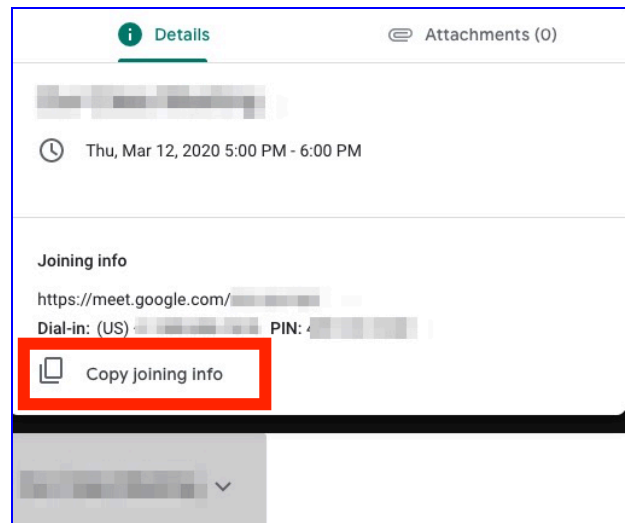 Details
Attachments (0)
Thu, Mar 12, 2020 5:00 PM - 6:00 PM
Joining info
https://meet.google.com/
Dial-in: (US) PIN:
Copy joining info